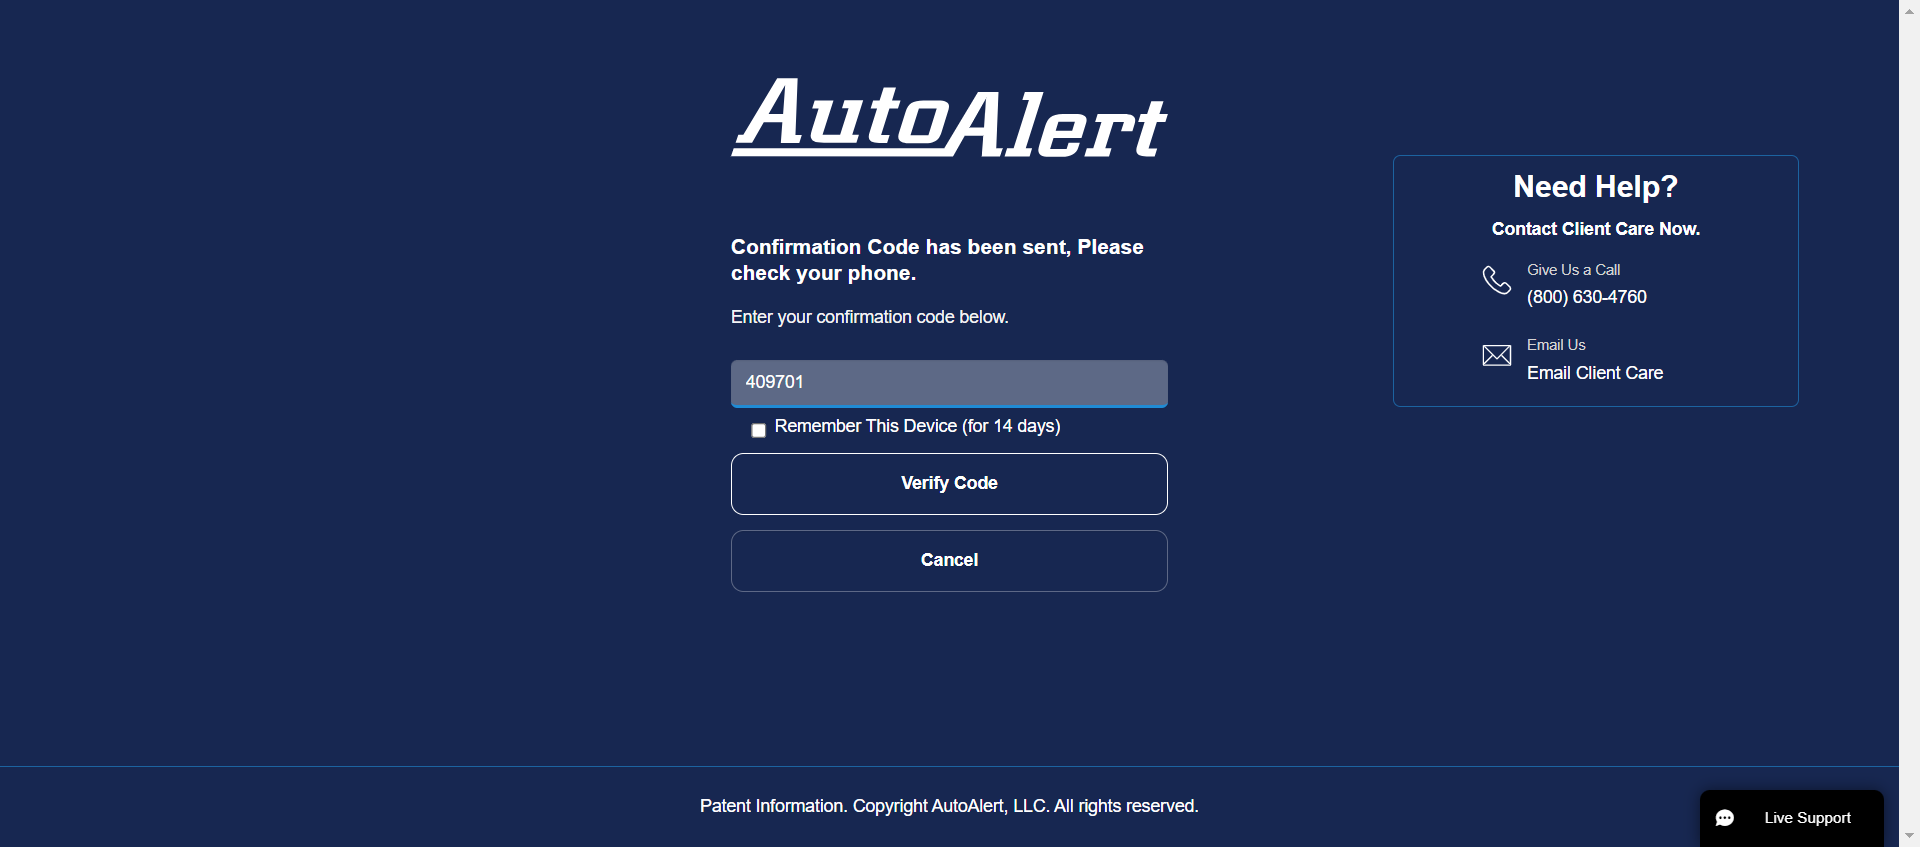 AutoAlert
Confirmation Code has been sent, Please
check your phone.
Enter your confirmation code below.
409701
Remember This Device (for 14 days)
Verify Code
Cancel
Need Help?
Contact Client Care Now.
Give Us a Call
(800) 630-4760
Email Us
Email Client Care
Patent Information. Copyright AutoAlert, LLC. All rights reserved.
Live Support